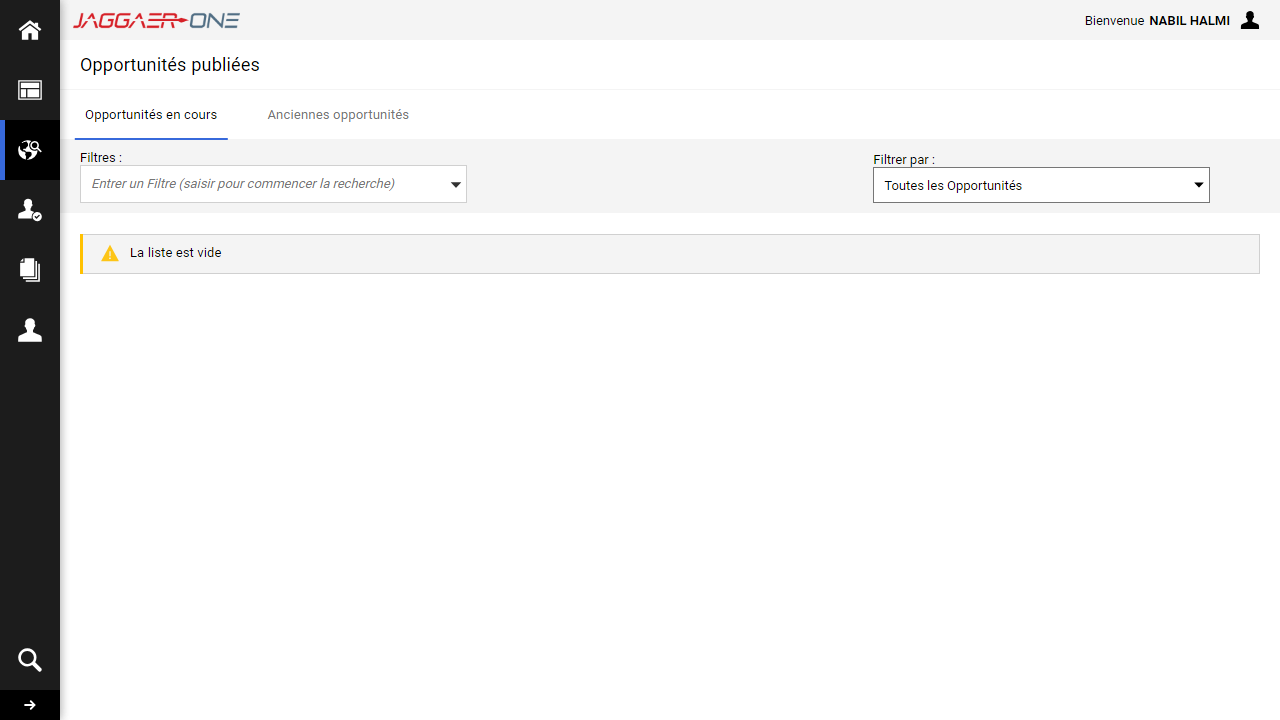 JAGGAER-ONE
Bienvenue NABIL HALMI
Opportunités publiées
Opportunités en cours
Anciennes opportunités
Filtres :
Entrer un Filtre (saisir pour commencer la recherche)
Filtrer par :
Toutes les Opportunités
La liste est vide